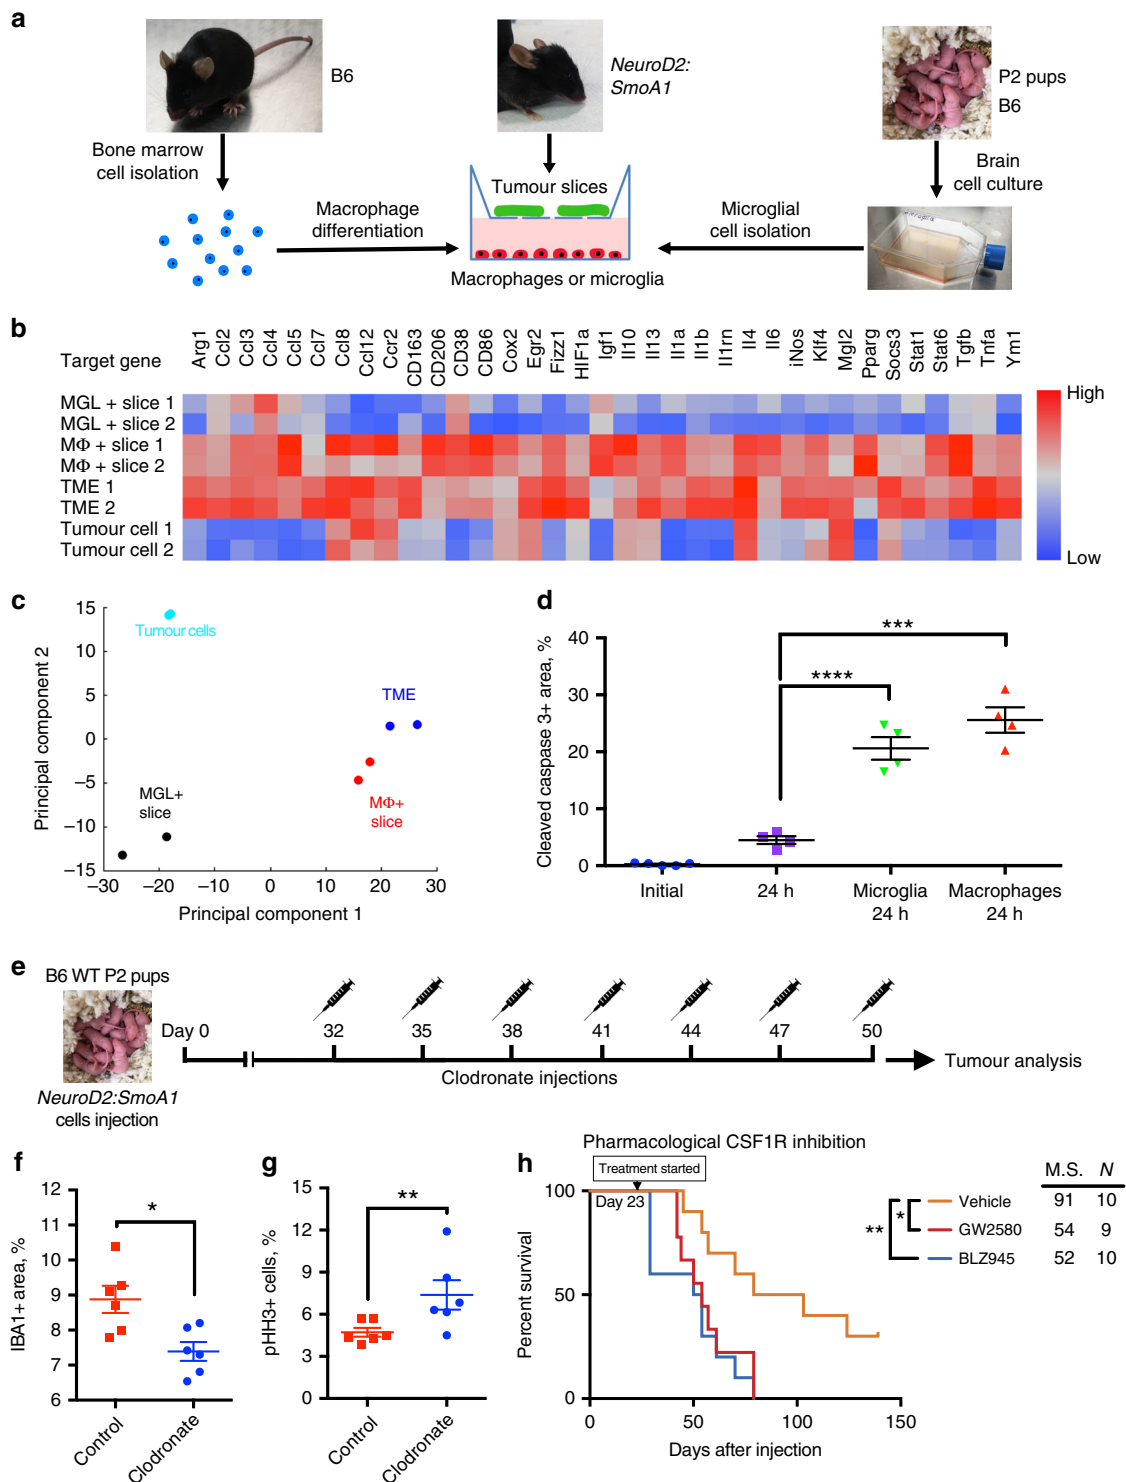 a
B6
NeuroD2:
SmoA1
P2 pups
B6
Bone marrow
cell isolation
Brain
cell culture
Macrophage
differentiation
Tumour slices
Microglial
cell isolation
Macrophages or microglia
b
Target gene
Arg1 Ccl2 Ccl3 Ccl4 Ccl5 Ccl7 Ccl8 Ccl12 Ccr2 CD163 CD206 CD38 CD86 Cox2 Egr2 Fizz1 HIF1a Igf1 Il10 Il13 Il1a Il1b Il1rn Il4 Il6 iNos Klf4 Mgl2 Pparg Socs3 Stat1 Stat6 Tgfb Tnfa Ym1
MGL + slice 1
MGL + slice 2
MΦ + slice 1
MΦ + slice 2
TME 1
TME 2
Tumour cell 1
Tumour cell 2
High
Low
c
Principal component 2
15
10
5
0
–5
–10
–15
–30 –20 –10 0 10 20 30
Principal component 1
Tumour cells
TME
MΦ+
slice
MGL+
slice
d
Cleaved caspase 3+ area, %
40
30
20
10
0
***
****
Initial
24 h
Microglia
24 h
Macrophages
24 h
e
B6 WT P2 pups
Day 0
32 35 38 41 44 47 50
Clodronate injections
Tumour analysis
NeuroD2:SmoA1
cells injection
f
IBA1+ area, %
12
11
10
9
8
7
6
*
Control
Clodronate
g
pHH3+ cells, %
15
12
9
6
3
0
**
Control
Clodronate
h
Pharmacological CSF1R inhibition
Treatment started
Day 23
Percent survival
100
50
0
0 50 100 150
Days after injection
M.S. N
Vehicle 91 10
GW2580 54 9
BLZ945 52 10
*
**